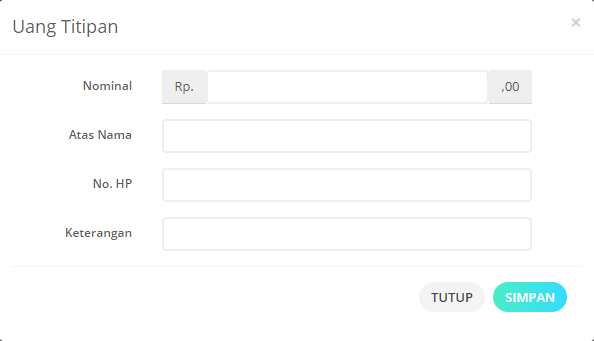 Uang Titipan ×
Nominal Rp. ,00
Atas Nama
No. HP
Keterangan
TUTUP SIMPAN